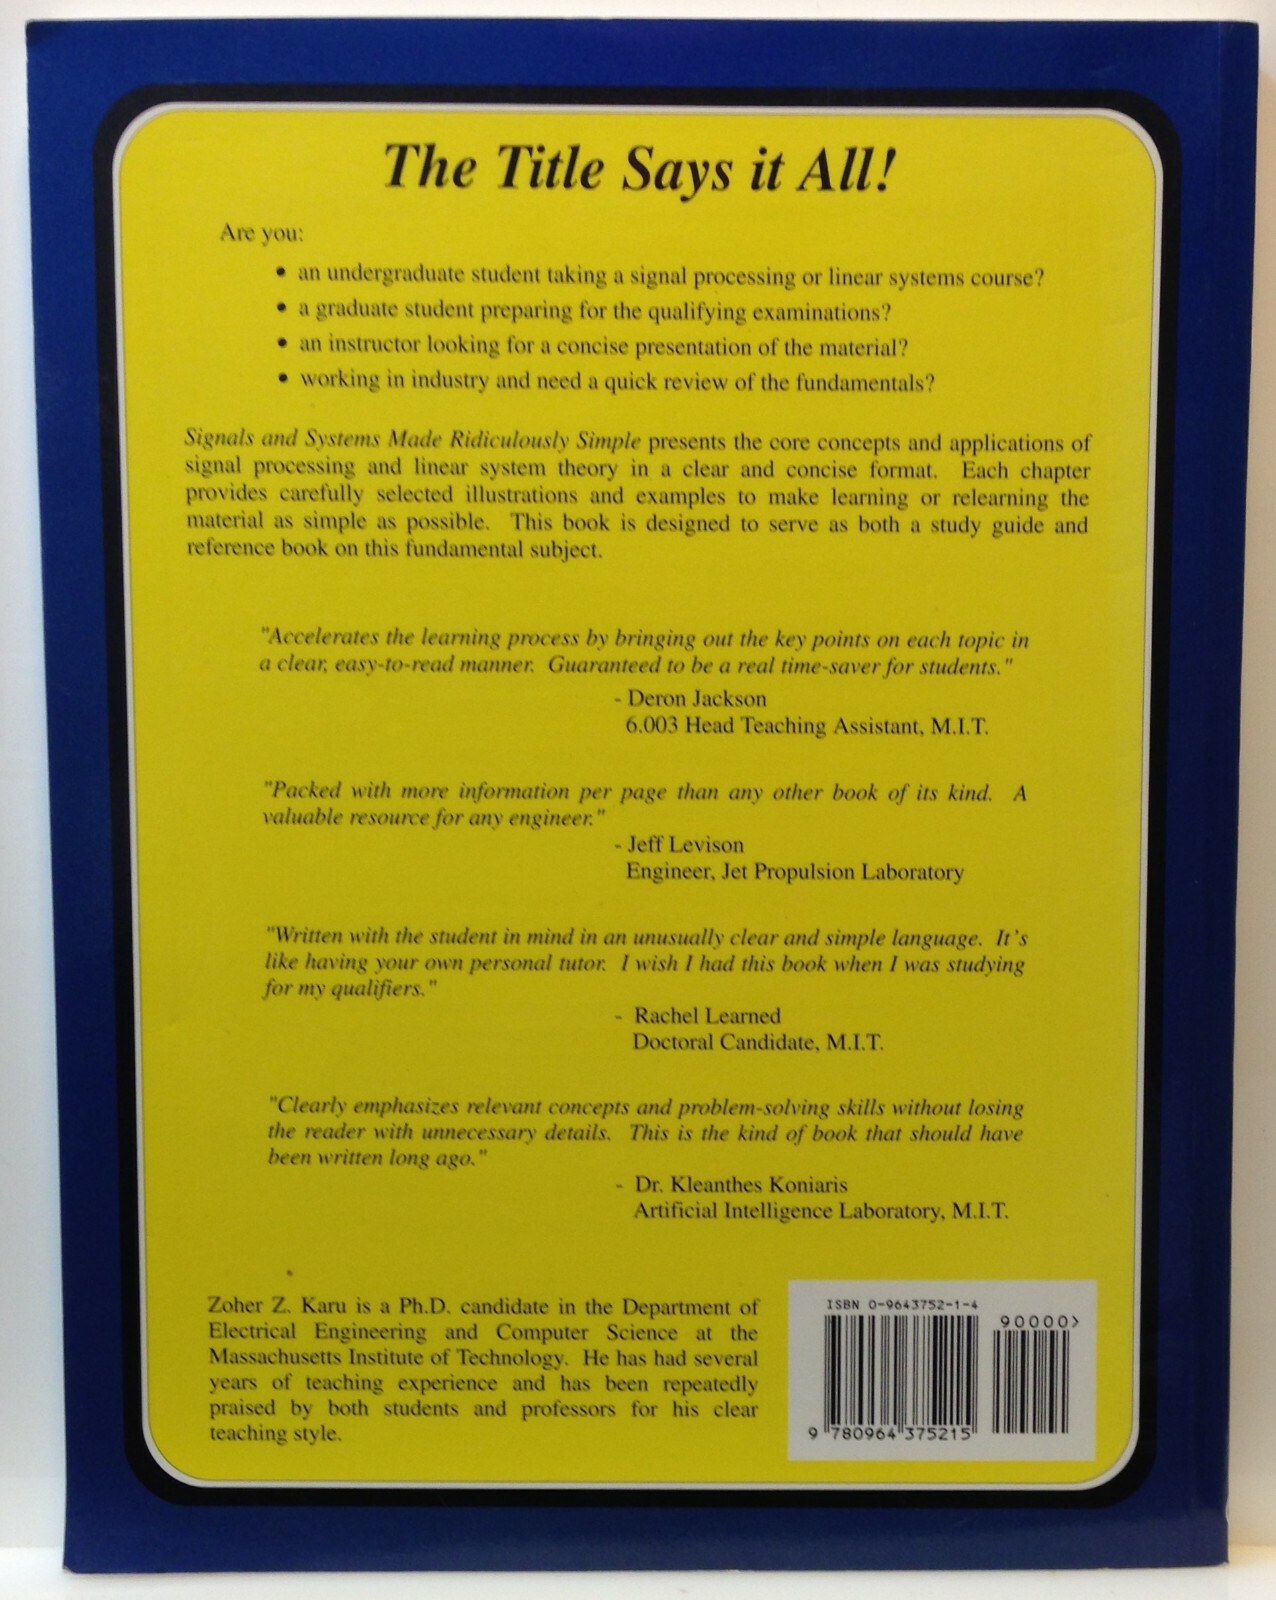 The Title Says it All!
Are you:
• an undergraduate student taking a signal processing or linear systems course?
• a graduate student preparing for the qualifying examinations?
• an instructor looking for a concise presentation of the material?
• working in industry and need a quick review of the fundamentals?
Signals and Systems Made Ridiculously Simple presents the core concepts and applications of
signal processing and linear system theory in a clear and concise format. Each chapter
provides carefully selected illustrations and examples to make learning or relearning the
material as simple as possible. This book is designed to serve as both a study guide and
reference book on this fundamental subject.
"Accelerates the learning process by bringing out the key points on each topic in
a clear, easy-to-read manner. Guaranteed to be a real time-saver for students."
- Deron Jackson
6.003 Head Teaching Assistant, M.I.T.
"Packed with more information per page than any other book of its kind. A
valuable resource for any engineer."
- Jeff Levison
Engineer, Jet Propulsion Laboratory
"Written with the student in mind in an unusually clear and simple language. It's
like having your own personal tutor. I wish I had this book when I was studying
for my qualifiers."
- Rachel Learned
Doctoral Candidate, M.I.T.
"Clearly emphasizes relevant concepts and problem-solving skills without losing
the reader with unnecessary details. This is the kind of book that should have
been written long ago."
- Dr. Kleanthes Koniaris
Artificial Intelligence Laboratory, M.I.T.
Zoher Z. Karu is a Ph.D. candidate in the Department of
Electrical Engineering and Computer Science at the
Massachusetts Institute of Technology. He has had several
years of teaching experience and has been repeatedly
praised by both students and professors for his clear
teaching style.
ISBN 0-9643752-1-4
90000>
9 780964 375215